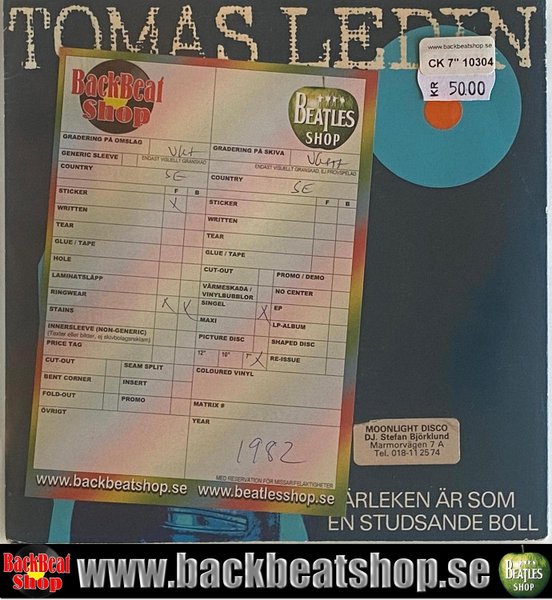 TOMAS LEDIN
www.backbeatshop.se
CK 7" 10304
KR 50.00
BackBeat
Shop
BEATLES
SHOP
GRADERING PÅ OMSLAG
GRADERING PÅ SKIVA
GENERIC SLEEVE
ENDAST VISUELLT GRANSKAD
ENDAST VISUELLT GRANSKAD, EJ PROVSPELAD
COUNTRY SE
COUNTRY SE
STICKER F B
STICKER F B
X
WRITTEN
WRITTEN
TEAR
TEAR
GLUE / TAPE
GLUE / TAPE
HOLE
CUT-OUT
PROMO / DEMO
LAMINATSLÄPP
VÄRMESKADA /
VINYLBUBBLOR
NO CENTER
RINGWEAR X X
SINGEL X
EP
STAINS
MAXI
LP-ALBUM
INNERSLEEVE (NON-GENERIC)
(Texter eller bilder, ej skivbolagsreklam)
PICTURE DISC
SHAPED DISC
PRICE TAG
12" 10" 7" X
RE-ISSUE
CUT-OUT
SEAM SPLIT
COLOURED VINYL
BENT CORNER
INSERT
FOLD-OUT
PROMO
MATRIX #
ÖVRIGT
YEAR
1982
MED RESERVATION FÖR MISSAR/FELAKTIGHETER
www.backbeatshop.se www.beatlesshop.se
MOONLIGHT DISCO
DJ. Stefan Björklund
Marmorvägen 7 A
Tel. 018-11 25 74
ÄRLEKEN ÄR SOM
EN STUDSANDE BOLL
BackBeat
Shop
www.backbeatshop.se
BEATLES
SHOP